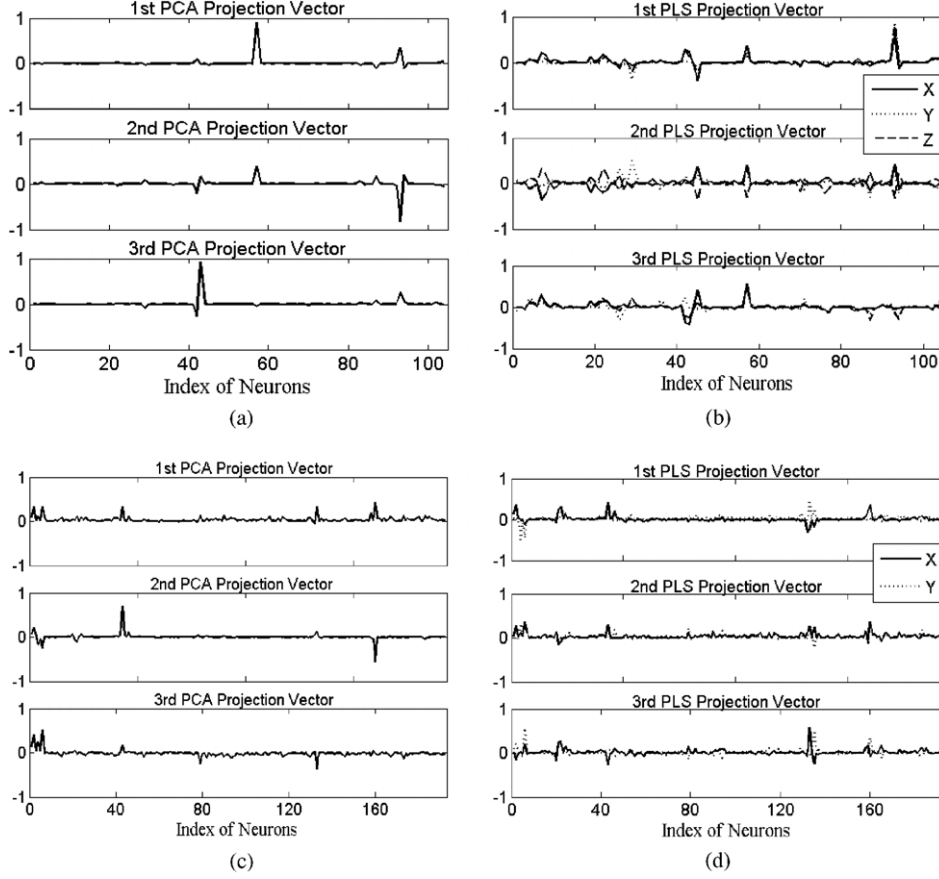 1st PCA Projection Vector
1
0
-1
2nd PCA Projection Vector
1
0
-1
3rd PCA Projection Vector
1
0
-1
0 20 40 60 80 100
Index of Neurons
(a)
1st PLS Projection Vector
1
0
-1
X
Y
Z
2nd PLS Projection Vector
1
0
-1
3rd PLS Projection Vector
1
0
-1
0 20 40 60 80 100
Index of Neurons
(b)
1st PCA Projection Vector
1
0
-1
2nd PCA Projection Vector
1
0
-1
3rd PCA Projection Vector
1
0
-1
0 40 80 120 160
Index of Neurons
(c)
1st PLS Projection Vector
1
0
-1
X
Y
2nd PLS Projection Vector
1
0
-1
3rd PLS Projection Vector
1
0
-1
0 40 80 120 160
Index of Neurons
(d)